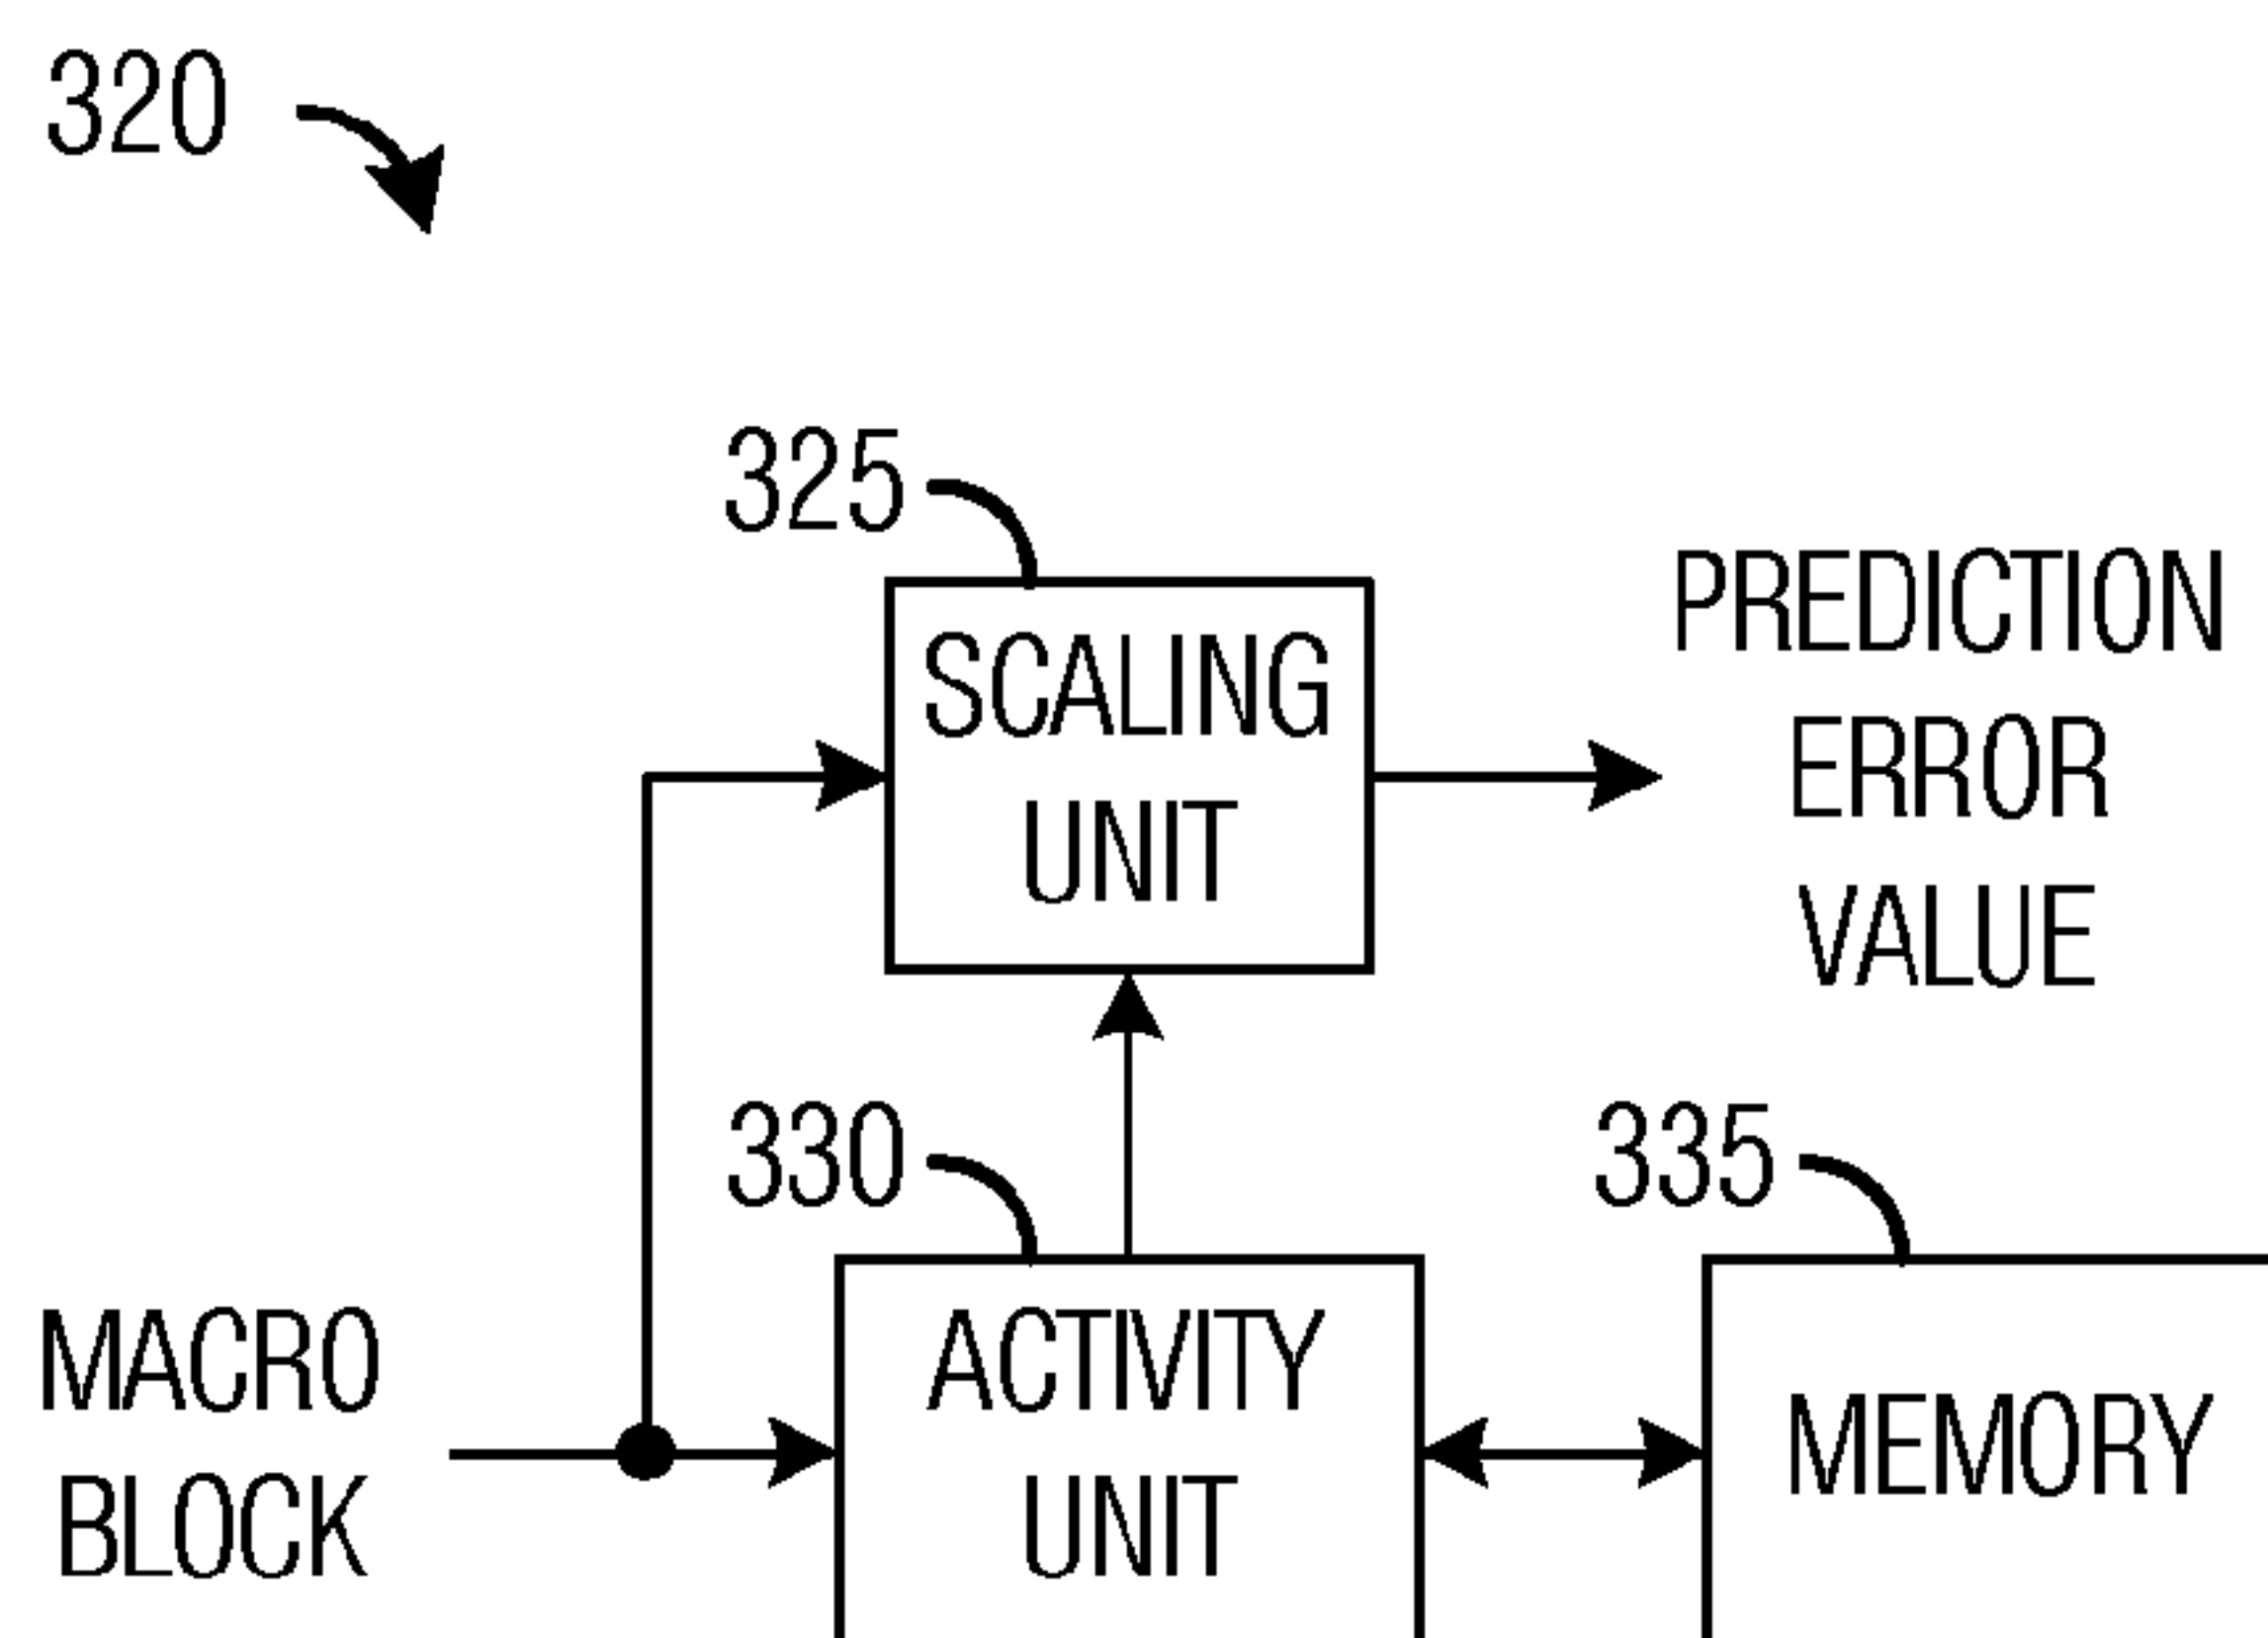 320
325
SCALING
UNIT
PREDICTION
ERROR
VALUE
330
335
MACRO
BLOCK
ACTIVITY
UNIT
MEMORY